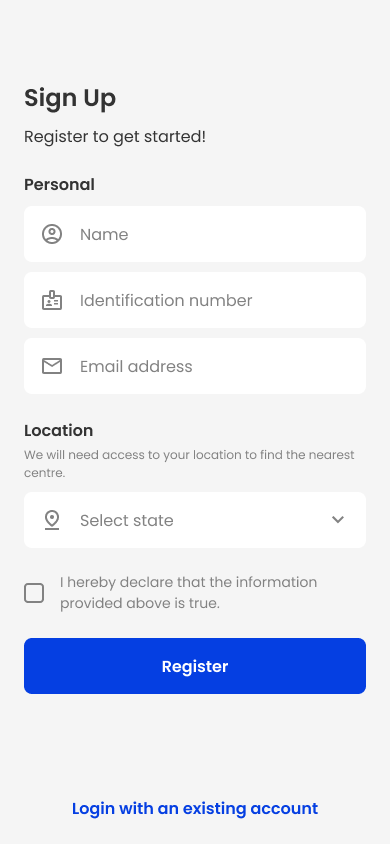 Sign Up
Register to get started!
Personal
Name
Identification number
Email address
Location
We will need access to your location to find the nearest
centre.
Select state
I hereby declare that the information
provided above is true.
Register
Login with an existing account